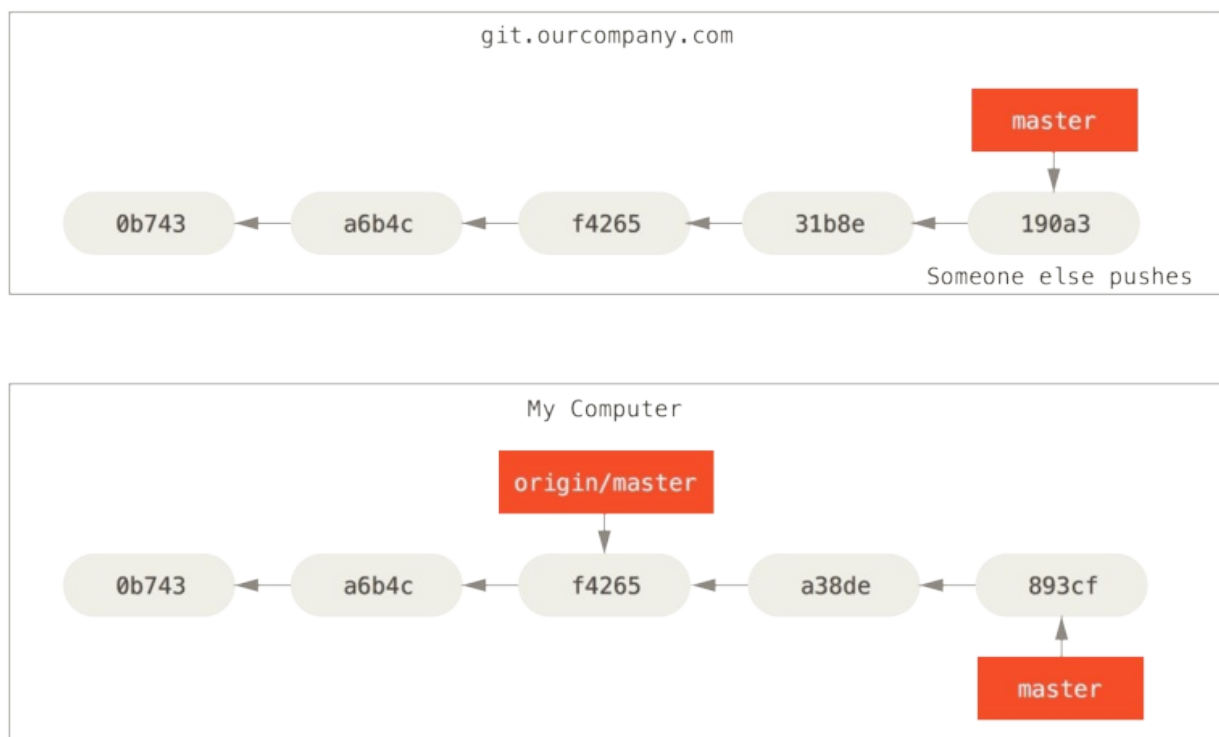 git.ourcompany.com
master
0b743 a6b4c f4265 31b8e 190a3
Someone else pushes
My Computer
origin/master
0b743 a6b4c f4265 a38de 893cf
master